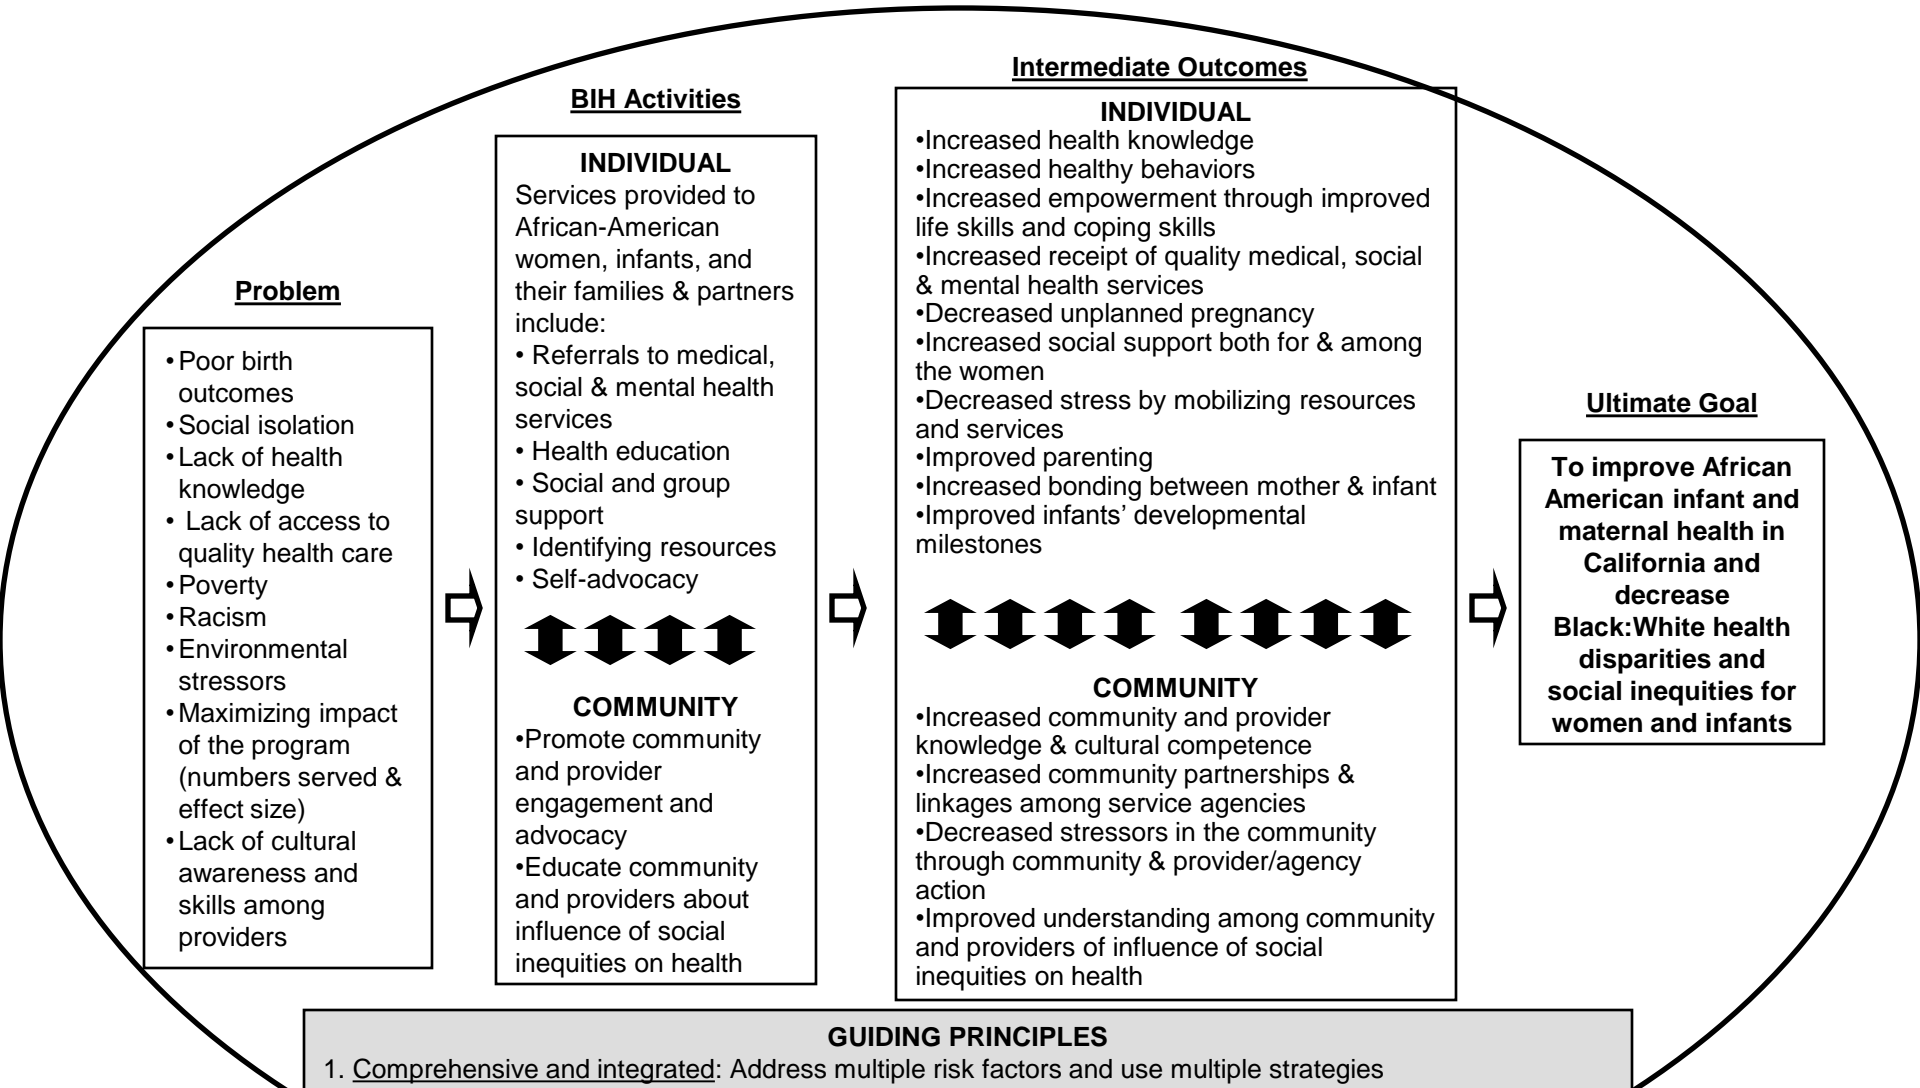 Problem
•Poor birth
outcomes
•Social isolation
•Lack of health
knowledge
• Lack of access to
quality health care
•Poverty
•Racism
•Environmental
stressors
•Maximizing impact
of the program
(numbers served &
effect size)
•Lack of cultural
awareness and
skills among
providers
BIH Activities
INDIVIDUAL
Services provided to
African-American
women, infants, and
their families & partners
include:
• Referrals to medical,
social & mental health
services
• Health education
• Social and group
support
• Identifying resources
• Self-advocacy
COMMUNITY
•Promote community
and provider
engagement and
advocacy
•Educate community
and providers about
influence of social
inequities on health
Intermediate Outcomes
INDIVIDUAL
•Increased health knowledge
•Increased healthy behaviors
•Increased empowerment through improved
life skills and coping skills
•Increased receipt of quality medical, social
& mental health services
•Decreased unplanned pregnancy
•Increased social support both for & among
the women
•Decreased stress by mobilizing resources
and services
•Improved parenting
•Increased bonding between mother & infant
•Improved infants’ developmental
milestones
COMMUNITY
•Increased community and provider
knowledge & cultural competence
•Increased community partnerships &
linkages among service agencies
•Decreased stressors in the community
through community & provider/agency
action
•Improved understanding among community
and providers of influence of social
inequities on health
Ultimate Goal
To improve African
American infant and
maternal health in
California and
decrease
Black:White health
disparities and
social inequities for
women and infants
GUIDING PRINCIPLES
1. Comprehensive and integrated: Address multiple risk factors and use multiple strategies